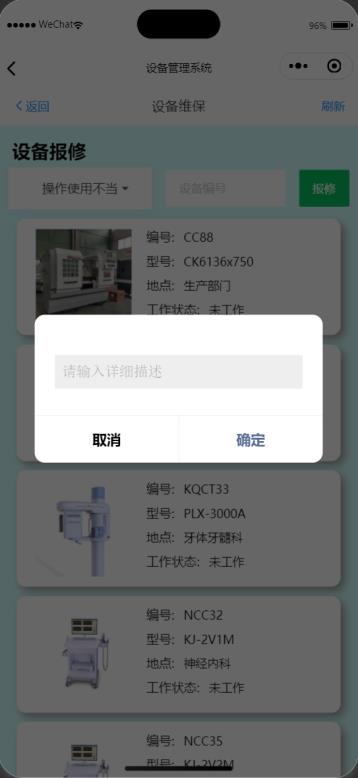 WeChat
96%
设备管理系统
返回 设备维保 刷新
设备报修
操作使用不当 设备编号 报修
编号: CC88
型号: CK6136x750
地点: 生产部门
工作状态: 未工作
请输入详细描述
取消 确定
编号: KQCT33
型号: PLX-3000A
地点: 牙体牙髓科
工作状态: 未工作
编号: NCC32
型号: KJ-2V1M
地点: 神经内科
工作状态: 未工作
编号: NCC35
型号: KJ-2V2M